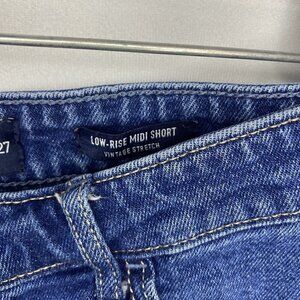 27
LOW-RISE MIDI SHORT
VINTAGE STRETCH